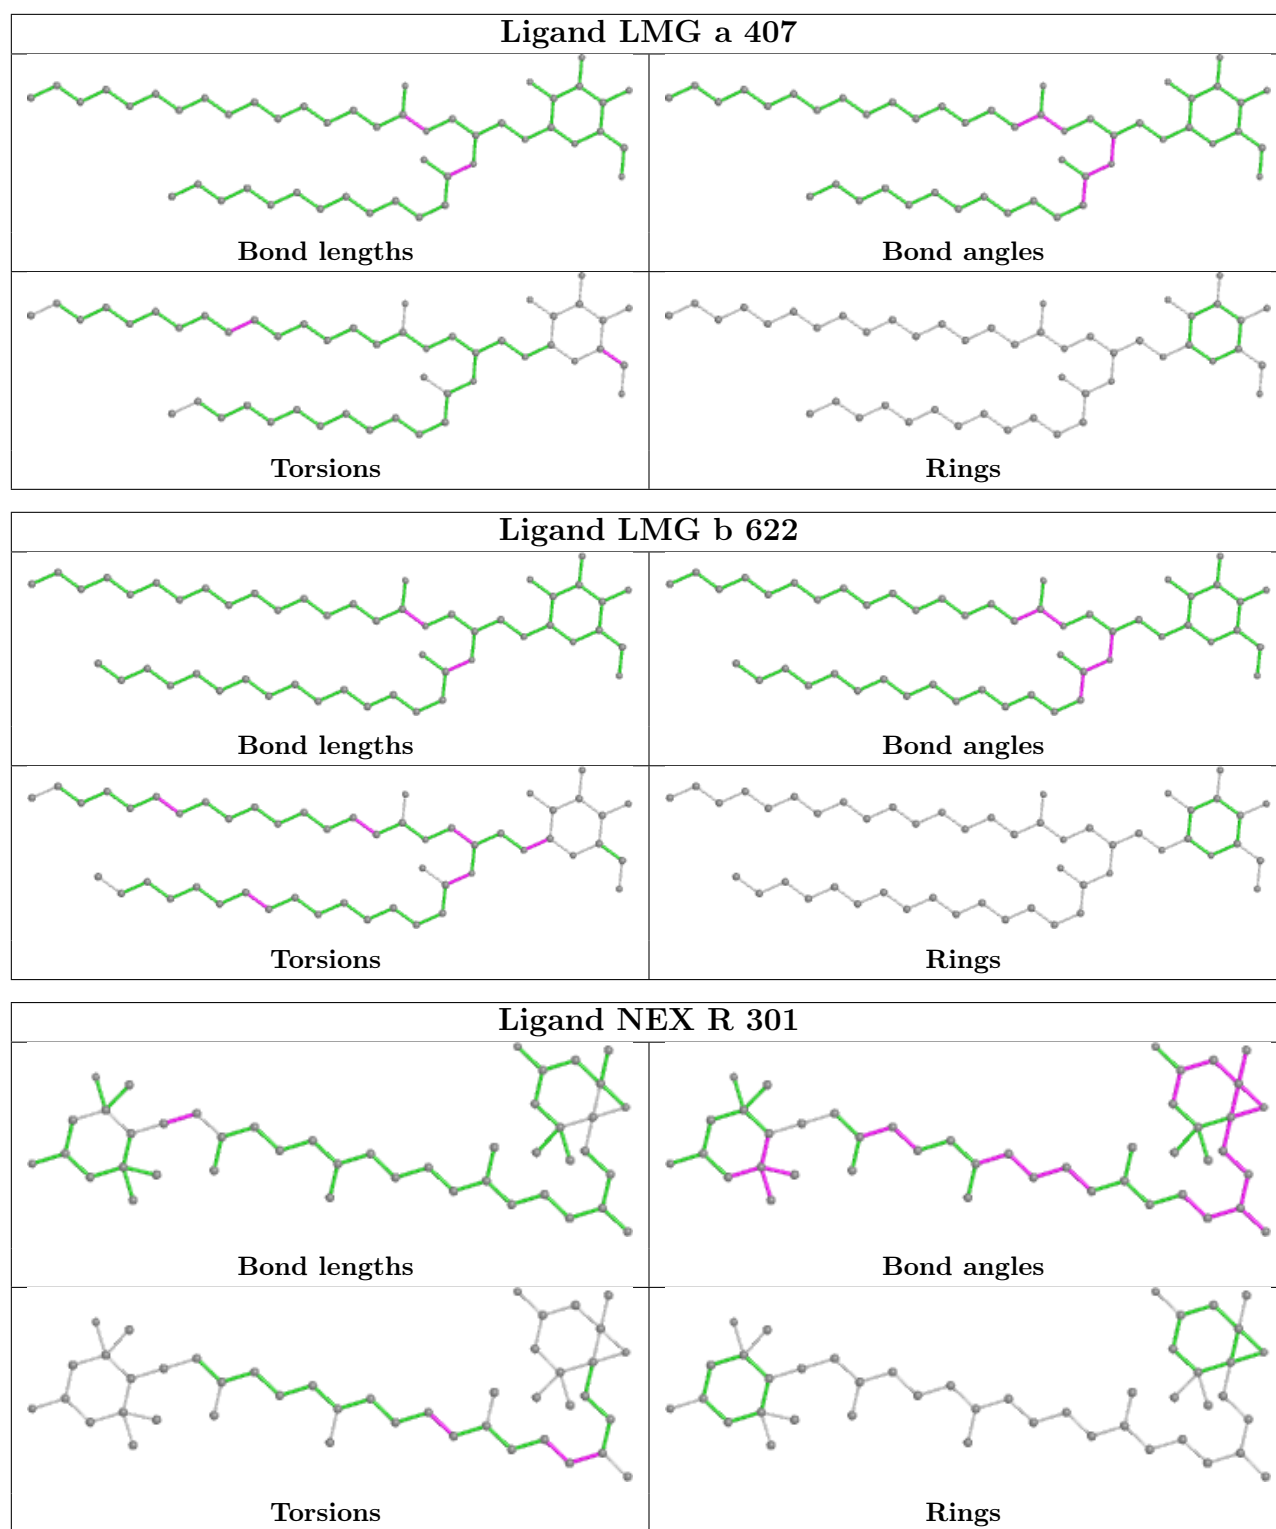 Ligand LMG a 407
Bond lengths
Bond angles
Torsions
Rings
Ligand LMG b 622
Bond lengths
Bond angles
Torsions
Rings
Ligand NEX R 301
Bond lengths
Bond angles
Torsions
Rings